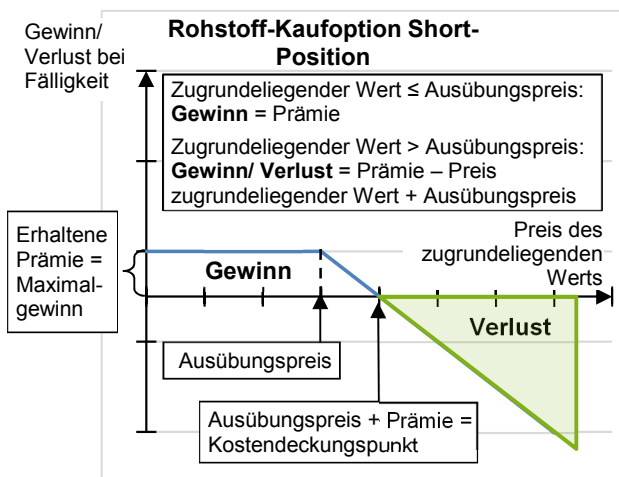 Gewinn/
Verlust bei
Fälligkeit
Rohstoff-Kaufoption Short-
Position
Zugrundeliegender Wert ≤ Ausübungspreis:
Gewinn = Prämie
Zugrundeliegender Wert > Ausübungspreis:
Gewinn/ Verlust = Prämie – Preis
zugrundeliegender Wert + Ausübungspreis
Erhaltene
Prämie =
Maximal-
gewinn
Gewinn
Preis des
zugrundeliegenden
Werts
Verlust
Ausübungspreis
Ausübungspreis + Prämie =
Kostendeckungspunkt